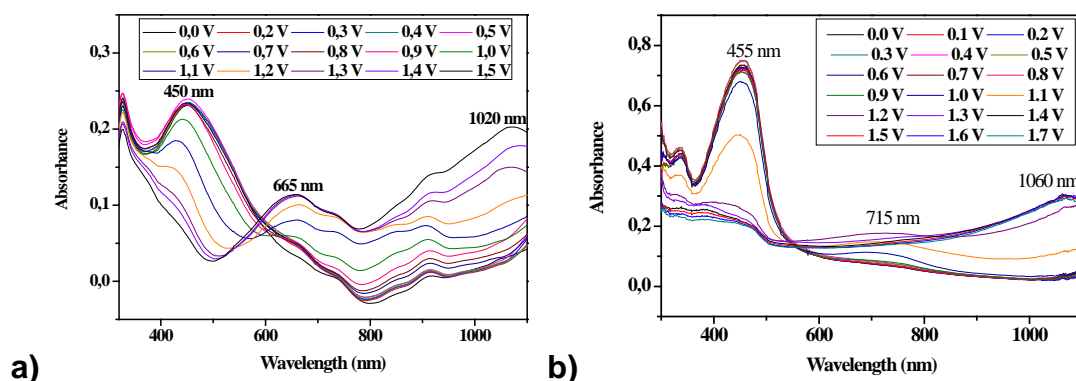 0,0 V 0,2 V 0,3 V 0,4 V 0,5 V
0,6 V 0,7 V 0,8 V 0,9 V 1,0 V
1,1 V 1,2 V 1,3 V 1,4 V 1,5 V
450 nm
665 nm
1020 nm
0,3
0,2
0,1
0,0
Absorbance
400 600 800 1000
Wavelength (nm)
a)
0.0 V 0.1 V 0.2 V
0.3 V 0.4 V 0.5 V
0.6 V 0.7 V 0.8 V
0.9 V 1.0 V 1.1 V
1.2 V 1.3 V 1.4 V
1.5 V 1.6 V 1.7 V
455 nm
715 nm
1060 nm
0,8
0,6
0,4
0,2
0,0
Absorbance
400 600 800 1000
Wavelength (nm)
b)